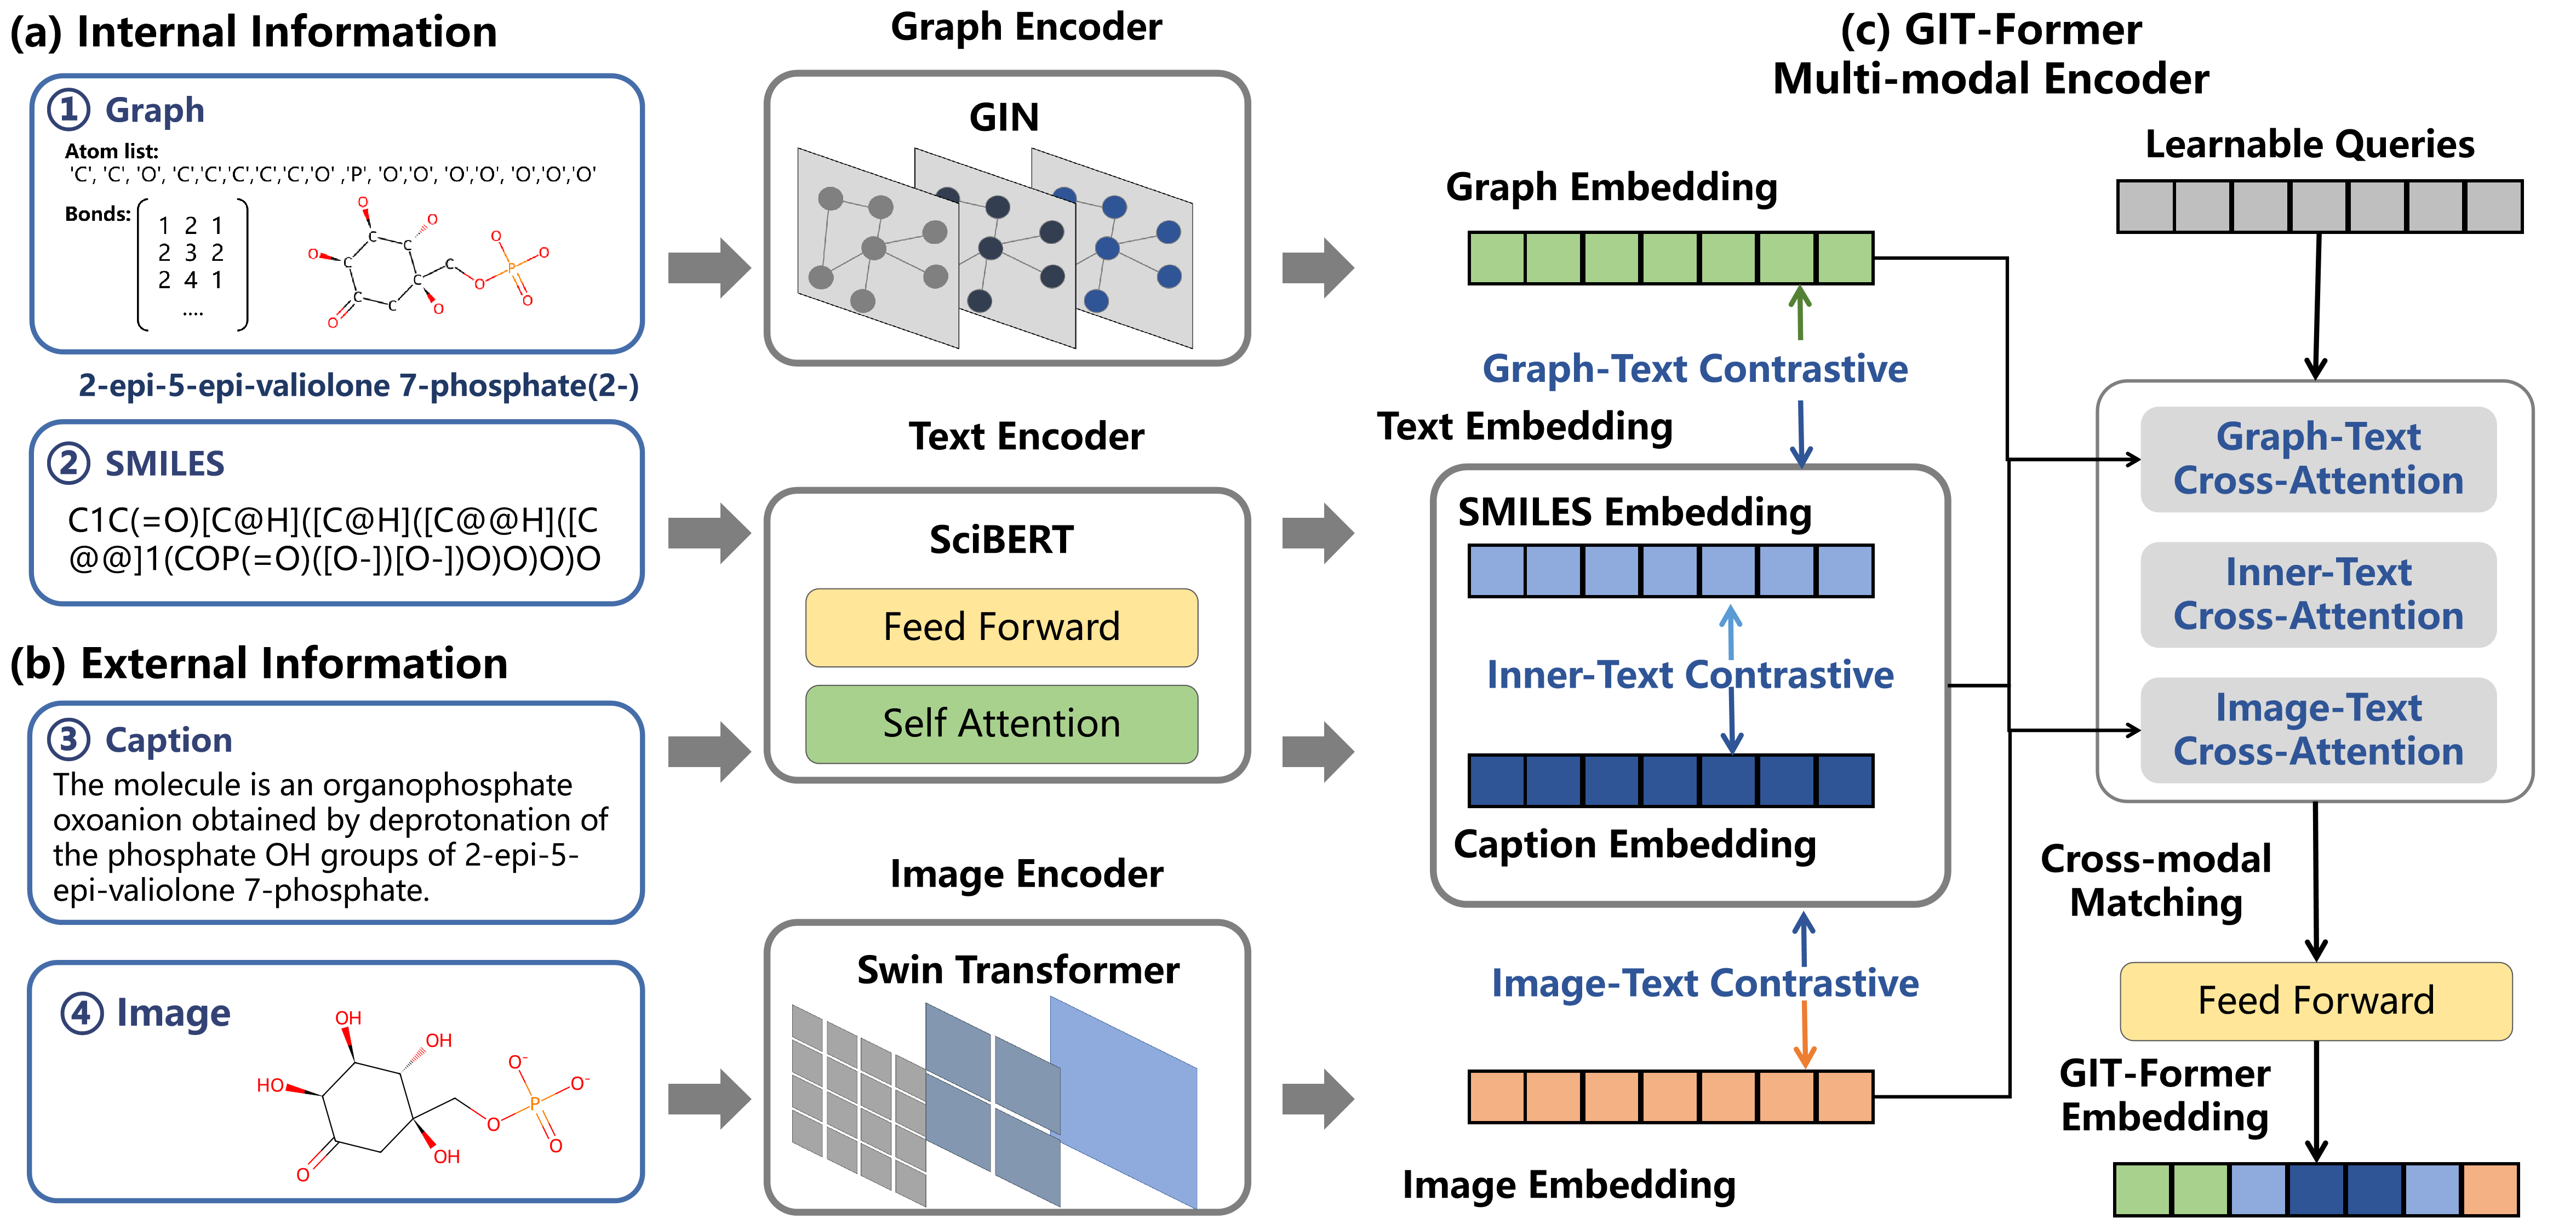 (a) Internal Information
① Graph
Atom list:
'C', 'C', 'O', 'C','C','C','C','C','O' ,'P', 'O','O', 'O','O', 'O','O','O'
Bonds:
1 2 1
2 3 2
2 4 1
....
O
O
O
C
C
C
C
C
C
C
O
O
O
P
O
O
O
2-epi-5-epi-valiolone 7-phosphate(2-)
② SMILES
C1C(=O)[C@H]([C@H]([C@@H]([C
@@]1(COP(=O)([O-])[O-])O)O)O)O
(b) External Information
③ Caption
The molecule is an organophosphate
oxoanion obtained by deprotonation of
the phosphate OH groups of 2-epi-5-
epi-valiolone 7-phosphate.
④ Image
OH
OH
HO
O
OH
O
P
O⁻
O⁻
O
Graph Encoder
GIN
Text Encoder
SciBERT
Feed Forward
Self Attention
Image Encoder
Swin Transformer
(c) GIT-Former
Multi-modal Encoder
Graph Embedding
Graph-Text Contrastive
Text Embedding
SMILES Embedding
Inner-Text Contrastive
Caption Embedding
Image-Text Contrastive
Image Embedding
Learnable Queries
Graph-Text
Cross-Attention
Inner-Text
Cross-Attention
Image-Text
Cross-Attention
Cross-modal
Matching
Feed Forward
GIT-Former
Embedding